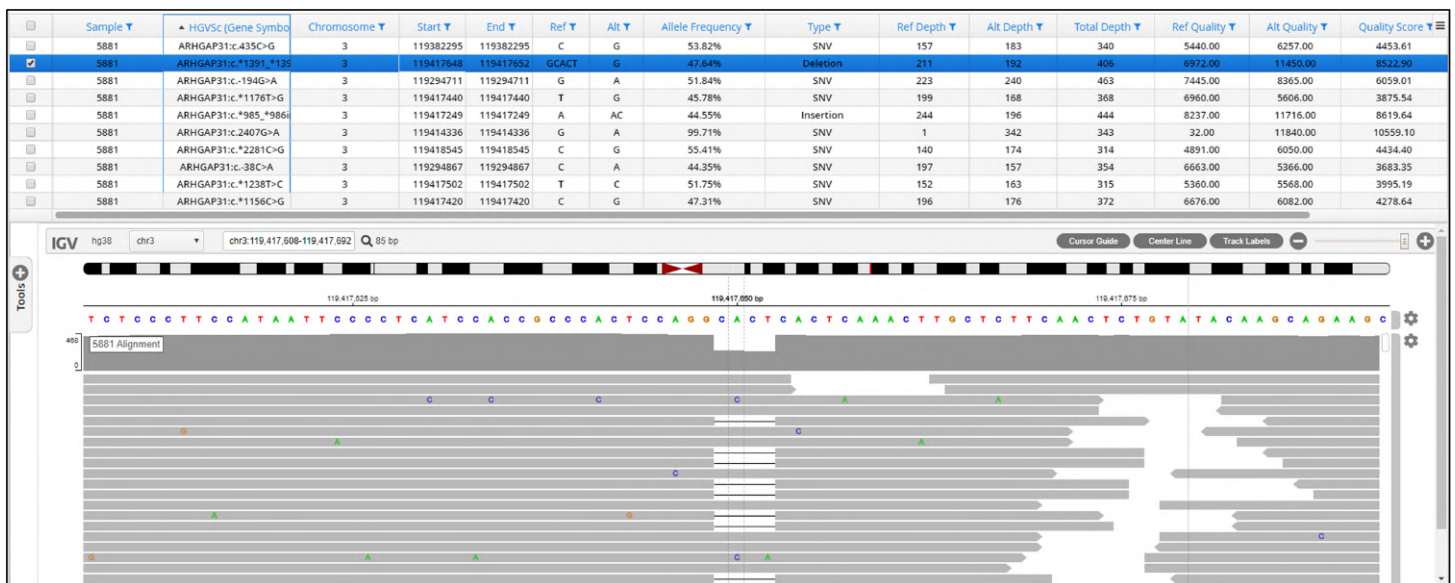 Sample HGVSc (Gene Symbo Chromosome Start End Ref Alt Allele Frequency Type Ref Depth Alt Depth Total Depth Ref Quality Alt Quality Quality Score
5881 ARHGAP31:c.435C>G 3 119382295 119382295 C G 53.82% SNV 157 183 340 5440.00 6257.00 4453.61
5881 ARHGAP31:c.*1391_*139 3 119417648 119417652 GCACT G 47.64% Deletion 211 192 406 6972.00 11450.00 8522.90
5881 ARHGAP31:c.-194G>A 3 119294711 119294711 G A 51.84% SNV 223 240 463 7445.00 8365.00 6059.01
5881 ARHGAP31:c.*1176T>G 3 119417440 119417440 T G 45.78% SNV 199 168 368 6960.00 5606.00 3875.54
5881 ARHGAP31:c.*985_*986i 3 119417249 119417249 A AC 44.55% Insertion 244 196 444 8237.00 11716.00 8619.64
5881 ARHGAP31:c.2407G>A 3 119414336 119414336 G A 99.71% SNV 1 342 343 32.00 11840.00 10559.10
5881 ARHGAP31:c.*2281C>G 3 119418545 119418545 C G 55.41% SNV 140 174 314 4891.00 6050.00 4434.40
5881 ARHGAP31:c.-38C>A 3 119294867 119294867 C A 44.35% SNV 197 157 354 6663.00 5366.00 3683.35
5881 ARHGAP31:c.*1238T>C 3 119417502 119417502 T C 51.75% SNV 152 163 315 5360.00 5568.00 3995.19
5881 ARHGAP31:c.*1156C>G 3 119417420 119417420 C G 47.31% SNV 196 176 372 6676.00 6082.00 4278.64
IGV hg38 chr3 chr3:119,417,608-119,417,692 85 bp Cursor Guide Center Line Track Labels
Tools
119,417,625 bp 119,417,650 bp 119,417,675 bp
T C T C C C T T C C A T A A T T C C C C T C A T C C A C C G C C C A C T C C A G G C A C T C A C T C A A A C T T G C T C T T C A A C T C T G T A T A C A A G C A G A A G C
468 5881 Alignment
0
C C C C A A
G C
A A
C
A G
C
G A A C A